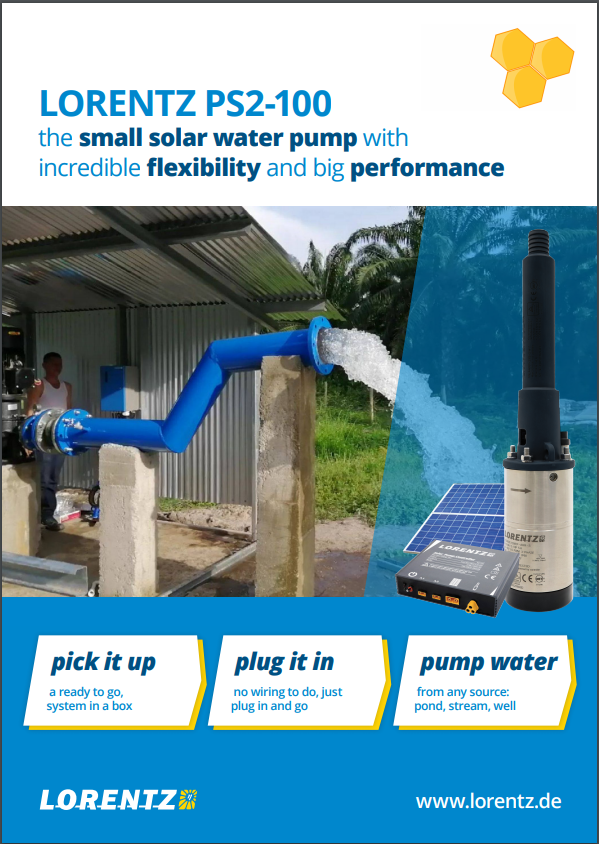 LORENTZ PS2-100
the small solar water pump with
incredible flexibility and big performance
LORENTZ
LORENTZ
pick it up
a ready to go,
system in a box
plug it in
no wiring to do, just
plug in and go
pump water
from any source:
pond, stream, well
LORENTZ
www.lorentz.de